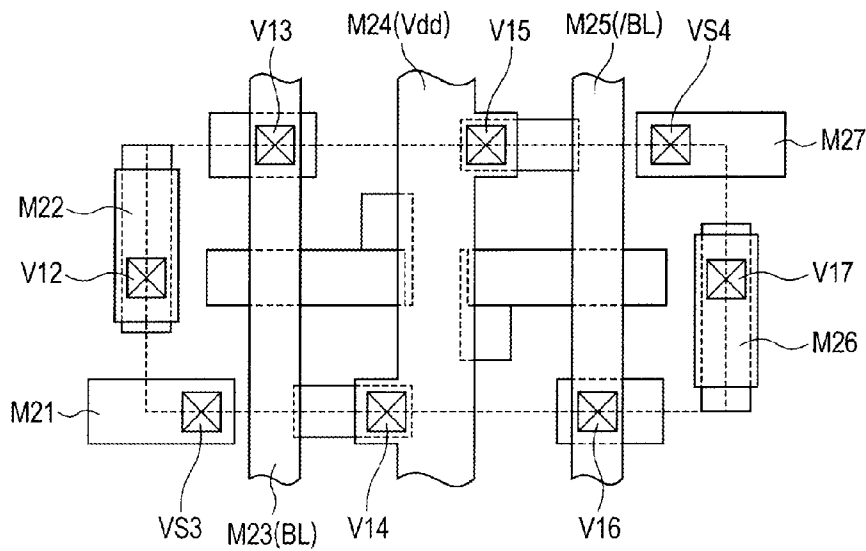 M24(Vdd)
M25(/BL)
V13
V15
VS4
M27
M22
V12
V17
M26
M21
VS3
M23(BL)
V14
V16